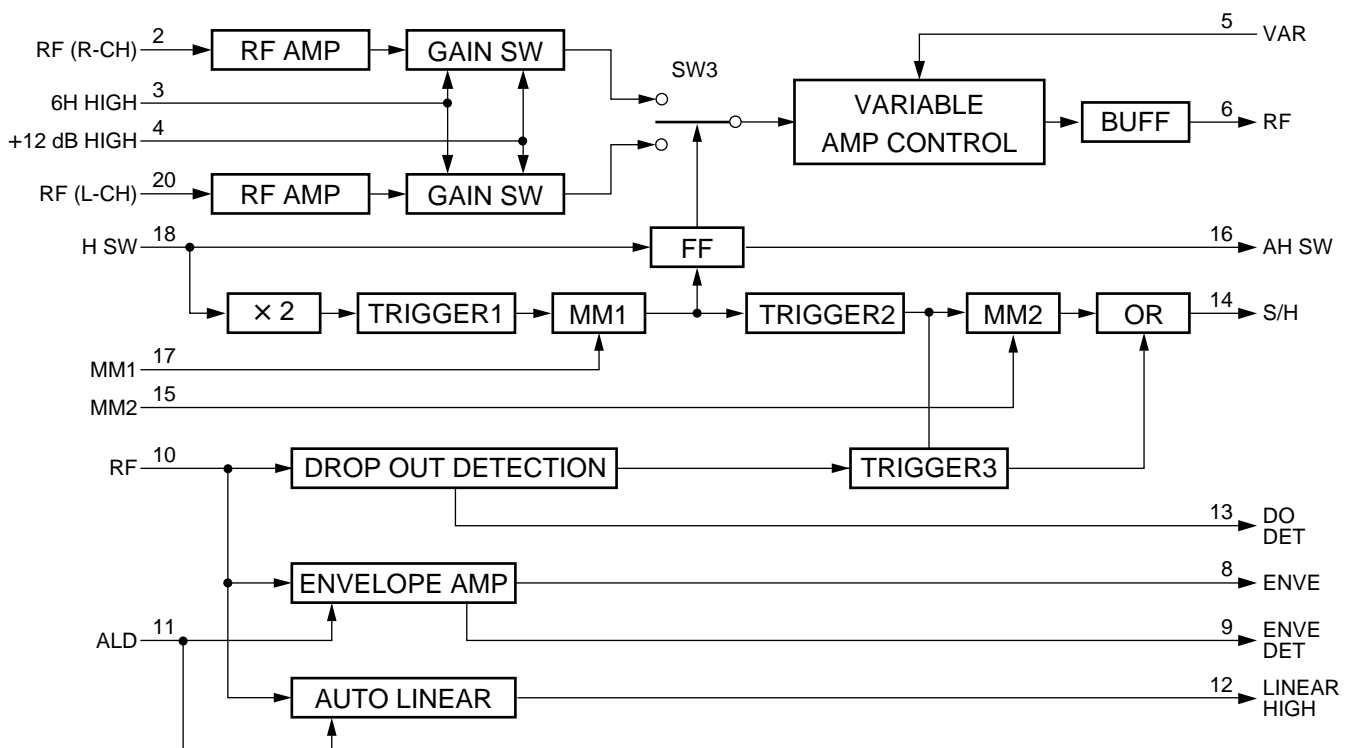 RF (R-CH) 2 RF AMP GAIN SW
SW3
5 VAR
6H HIGH 3
+12 dB HIGH 4
VARIABLE
AMP CONTROL
BUFF 6 RF
RF (L-CH) 20 RF AMP GAIN SW
H SW 18 FF 16 AH SW
× 2 TRIGGER1 MM1 TRIGGER2 MM2 OR 14 S/H
MM1 17
MM2 15
RF 10 DROP OUT DETECTION TRIGGER3
13 DO
DET
ENVELOPE AMP 8 ENVE
ALD 11
9 ENVE
DET
AUTO LINEAR 12 LINEAR
HIGH